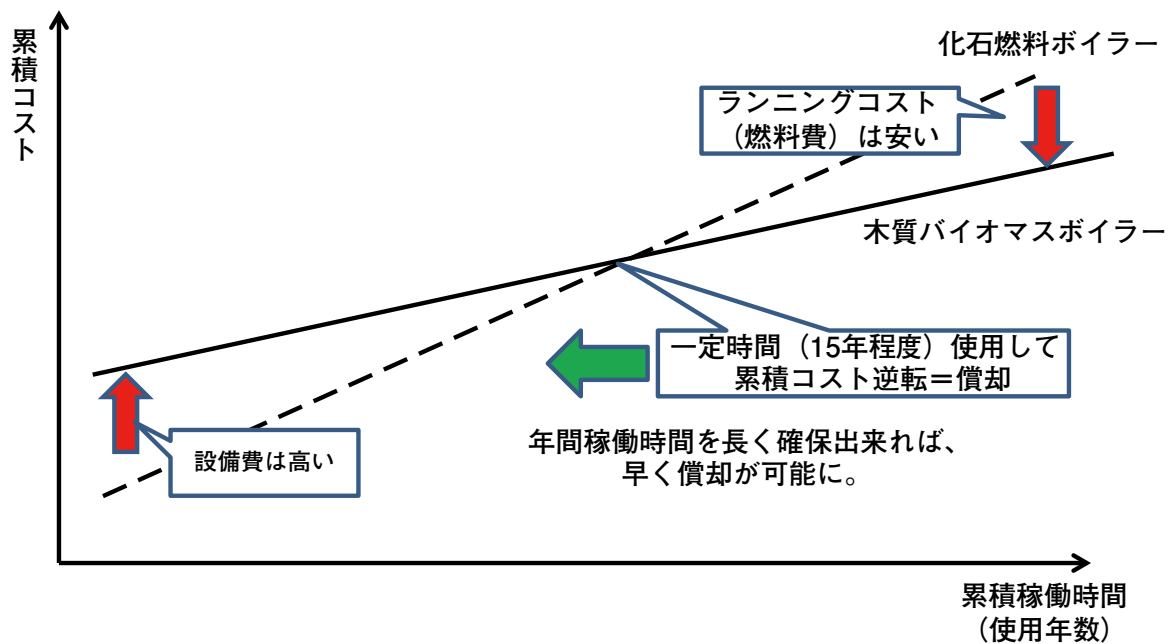 累積コスト
化石燃料ボイラー
ランニングコスト
（燃料費）は安い
木質バイオマスボイラー
一定時間（15年程度）使用して
累積コスト逆転＝償却
設備費は高い
年間稼働時間を長く確保出来れば、
早く償却が可能に。
累積稼働時間
（使用年数）